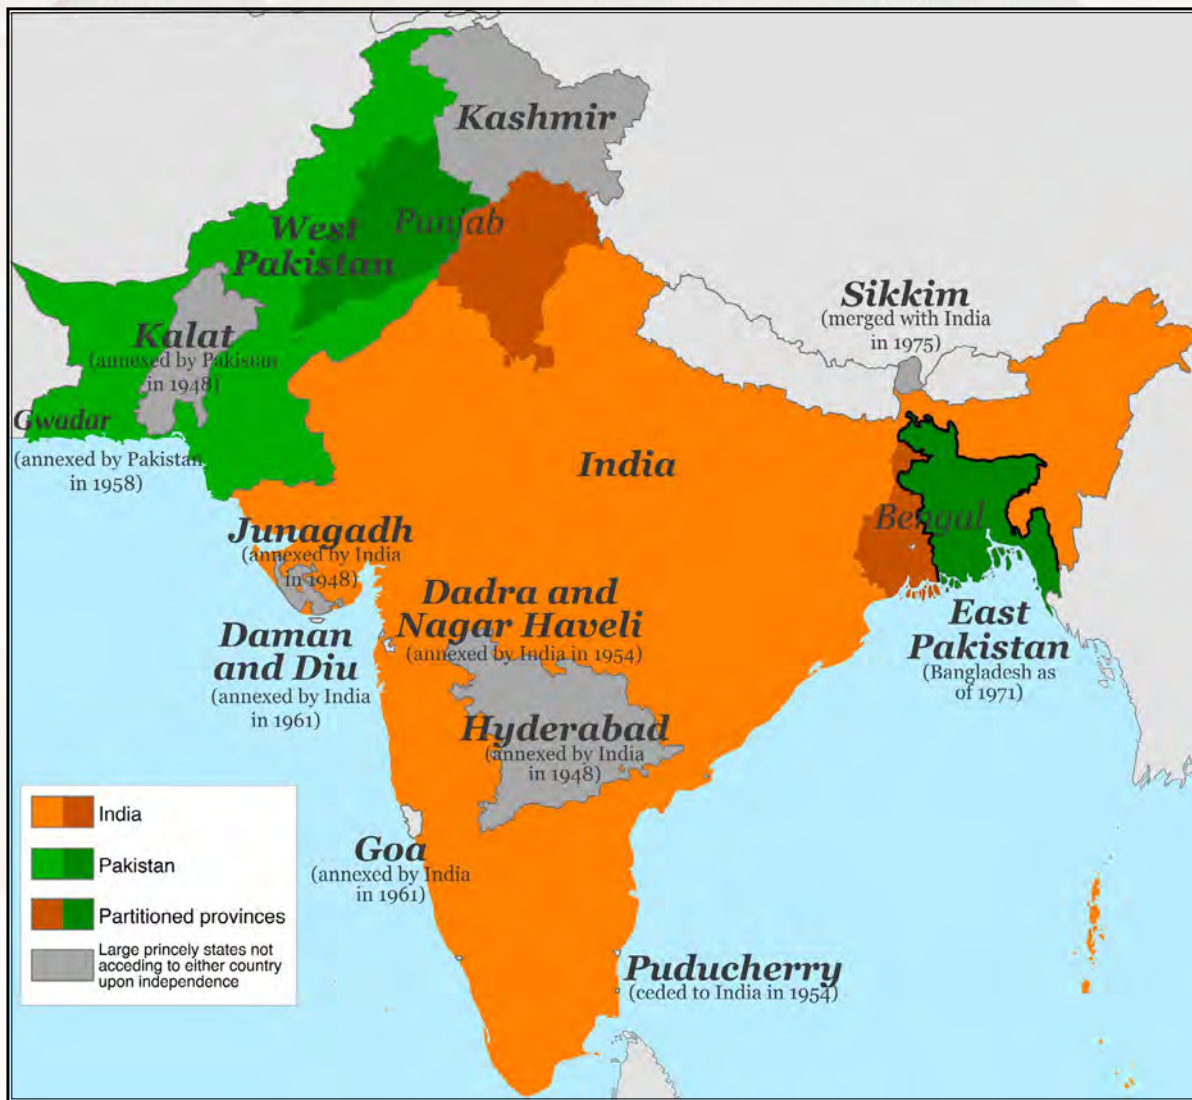 Kashmir
Punjab
West
Pakistan
Sikkim
(merged with India
in 1975)
Kalat
(annexed by Pakistan
in 1948)
Gwadar
(annexed by Pakistan
in 1958)
India
Bengal
Junagadh
(annexed by India
in 1948)
Dadra and
Nagar Haveli
(annexed by India in 1954)
Daman
and Diu
(annexed by India
in 1961)
East
Pakistan
(Bangladesh as
of 1971)
Hyderabad
(annexed by India
in 1948)
Goa
(annexed by India
in 1961)
Puducherry
(ceded to India in 1954)
India
Pakistan
Partitioned provinces
Large princely states not
acceding to either country
upon independence